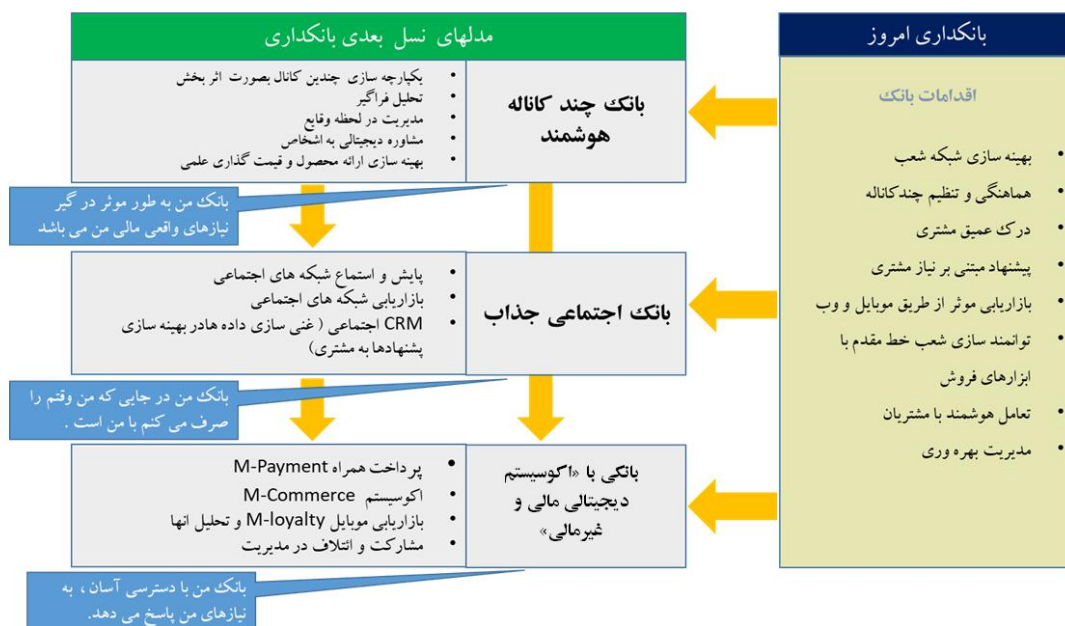 بانکداری امروز
اقدامات بانک
بهینه سازی شبکه شعب
هماهنگی و تنظیم چندکاناله
درک عمیق مشتری
پیشنهاد مبتنی بر نیاز مشتری
بازاریابی موثر از طریق موبایل و وب
توانمند سازی شعب خط مقدم با
ابزارهای فروش
تعامل هوشمند با مشتریان
مدیریت بهره وری
مدلهای نسل بعدی بانکداری
بانک چند کاناله
هوشمند
یکپارچه سازی چندین کانال بصورت اثر بخش
تحلیل فراگیر
مدیریت در لحظه وقایع
مشاوره دیجیتالی به اشخاص
بهینه سازی ارائه محصول و قیمت گذاری علمی
بانک من به طور موثر در گیر
نیازهای واقعی مالی من می باشد
بانک اجتماعی جذاب
پایش و استماع شبکه های اجتماعی
بازاریابی شبکه های اجتماعی
CRM اجتماعی ( غنی سازی داده هادر بهینه سازی
پشنهادها به مشتری)
بانک من در جایی که من وقتم را
صرف می کنم با من است .
بانکی با «اکوسیستم
دیجیتالی مالی و
غیرمالی»
پرداخت همراه M-Payment
اکوسیستم M-Commerce
بازاریابی موبایل M-loyalty و تحلیل انها
مشارکت و ائتلاف در مدیریت
بانک من با دسترسی آسان ، به
نیازهای من پاسخ می دهد.